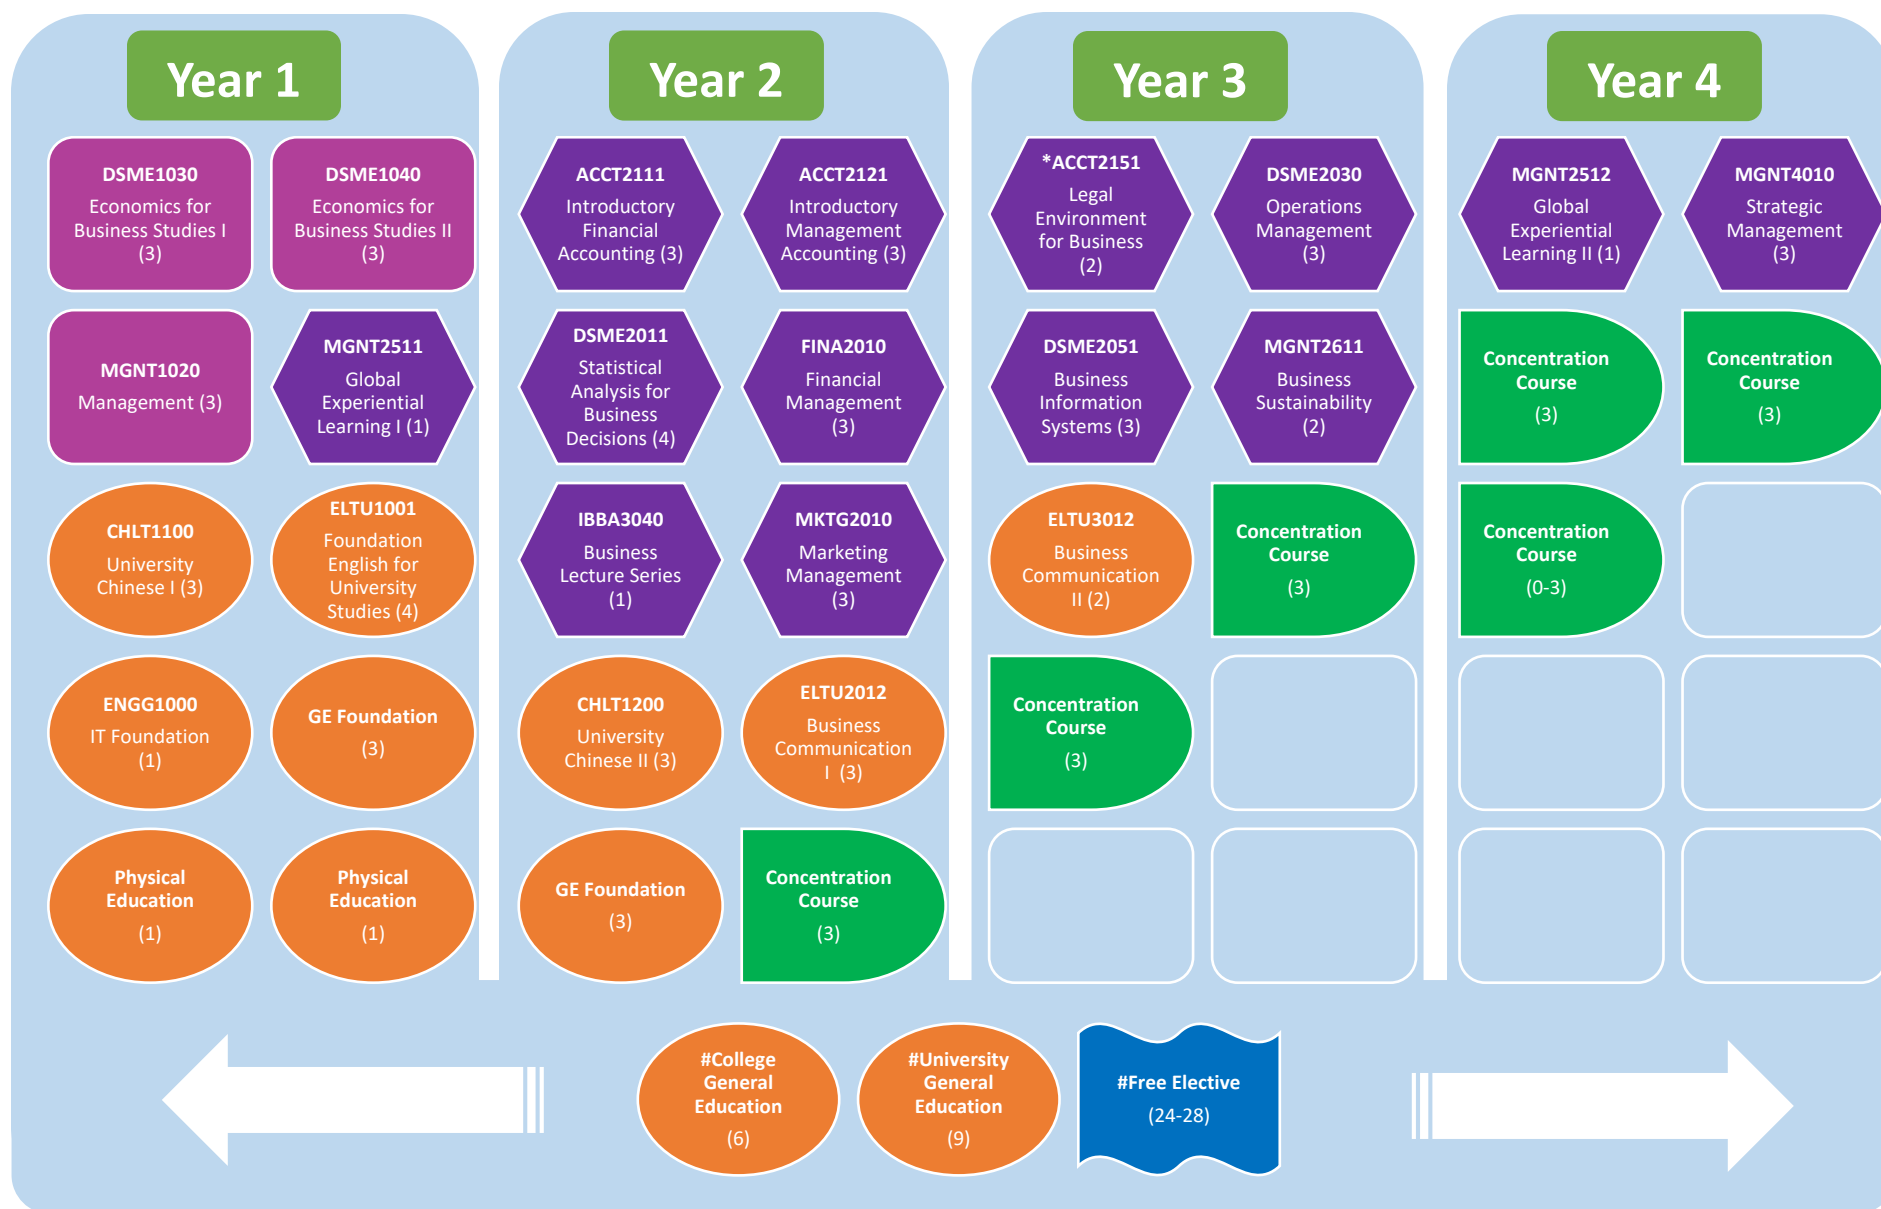 Year 1
DSME1030
Economics for
Business Studies I
(3)
DSME1040
Economics for
Business Studies II
(3)
MGNT1020
Management (3)
MGNT2511
Global
Experiential
Learning I (1)
CHLT1100
University
Chinese I (3)
ELTU1001
Foundation
English for
University
Studies (4)
ENGG1000
IT Foundation
(1)
GE Foundation
(3)
Physical
Education
(1)
Physical
Education
(1)
Year 2
ACCT2111
Introductory
Financial
Accounting (3)
ACCT2121
Introductory
Management
Accounting (3)
DSME2011
Statistical
Analysis for
Business
Decisions (4)
FINA2010
Financial
Management
(3)
IBBA3040
Business
Lecture Series
(1)
MKTG2010
Marketing
Management
(3)
CHLT1200
University
Chinese II (3)
ELTU2012
Business
Communication
I (3)
GE Foundation
(3)
Concentration
Course
(3)
Year 3
*ACCT2151
Legal
Environment
for Business
(2)
DSME2030
Operations
Management
(3)
DSME2051
Business
Information
Systems (3)
MGNT2611
Business
Sustainability
(2)
ELTU3012
Business
Communication
II (2)
Concentration
Course
(3)
Concentration
Course
(3)
Year 4
MGNT2512
Global
Experiential
Learning II (1)
MGNT4010
Strategic
Management
(3)
Concentration
Course
(3)
Concentration
Course
(3)
Concentration
Course
(0-3)
#College
General
Education
(6)
#University
General
Education
(9)
#Free Elective
(24-28)